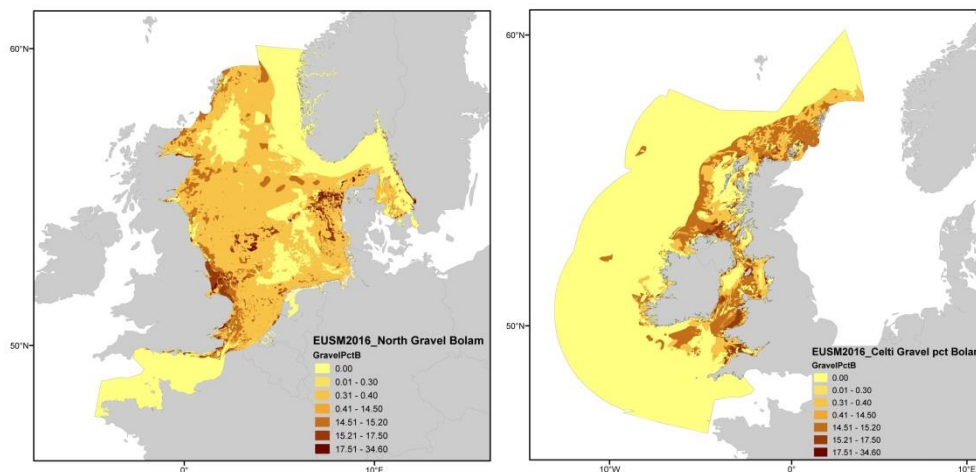 60°N
50°N
0°
10°E
EUSM2016_North Gravel Bolam
GravelPctB
0.00
0.01 - 0.30
0.31 - 0.40
0.41 - 14.50
14.51 - 15.20
15.21 - 17.50
17.51 - 34.60
60°N
50°N
10°W
0°
10°E
EUSM2016_Celti Gravel pct Bolan
GravelPctB
0.00
0.01 - 0.30
0.31 - 0.40
0.41 - 14.50
14.51 - 15.20
15.21 - 17.50
17.51 - 34.60